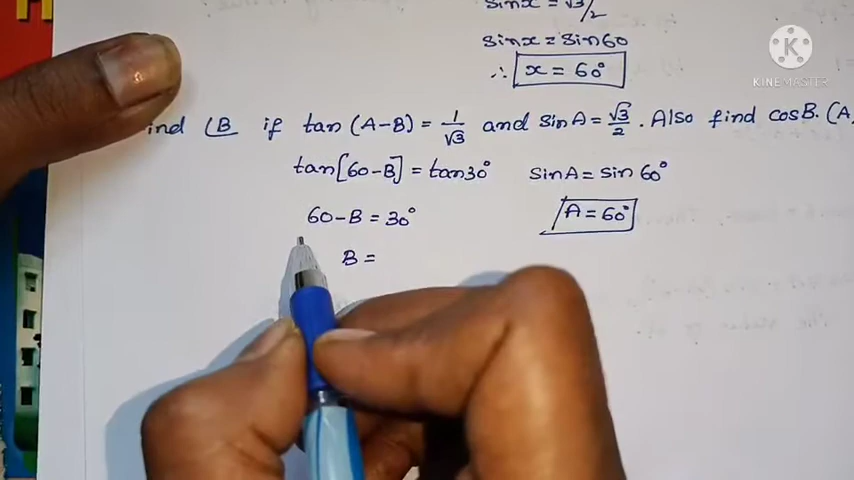 sinx = √3/2
sinx = sin60
∴ x = 60°
K
KINEMASTER
ind ∠B if tan (A-B) = 1/√3 and sinA = √3/2 . Also find cosB. (A,
tan[60-B] = tan30° sinA = sin 60°
60-B = 30° A = 60°
B =